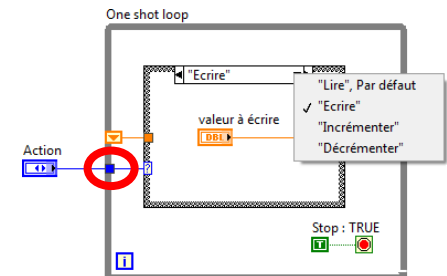 One shot loop
"Ecrire"
"Lire", Par défaut
✓ "Ecrire"
"Incrémenter"
"Décrémenter"
valeur à écrire
DBL
Action
?
Stop : TRUE
T
i